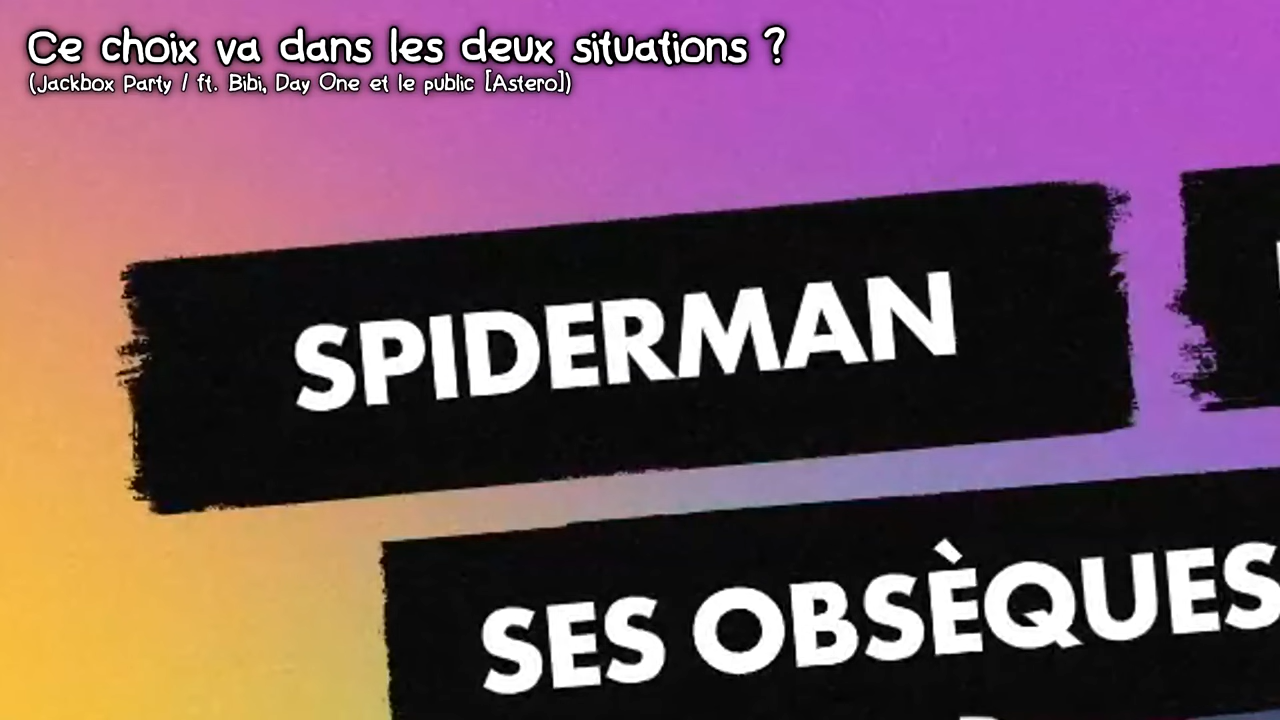 Ce choix va dans les deux situations ?
(Jackbox Party / ft. Bibi, Day One et le public [Astero])
SPIDERMAN
SES OBSÈQUES